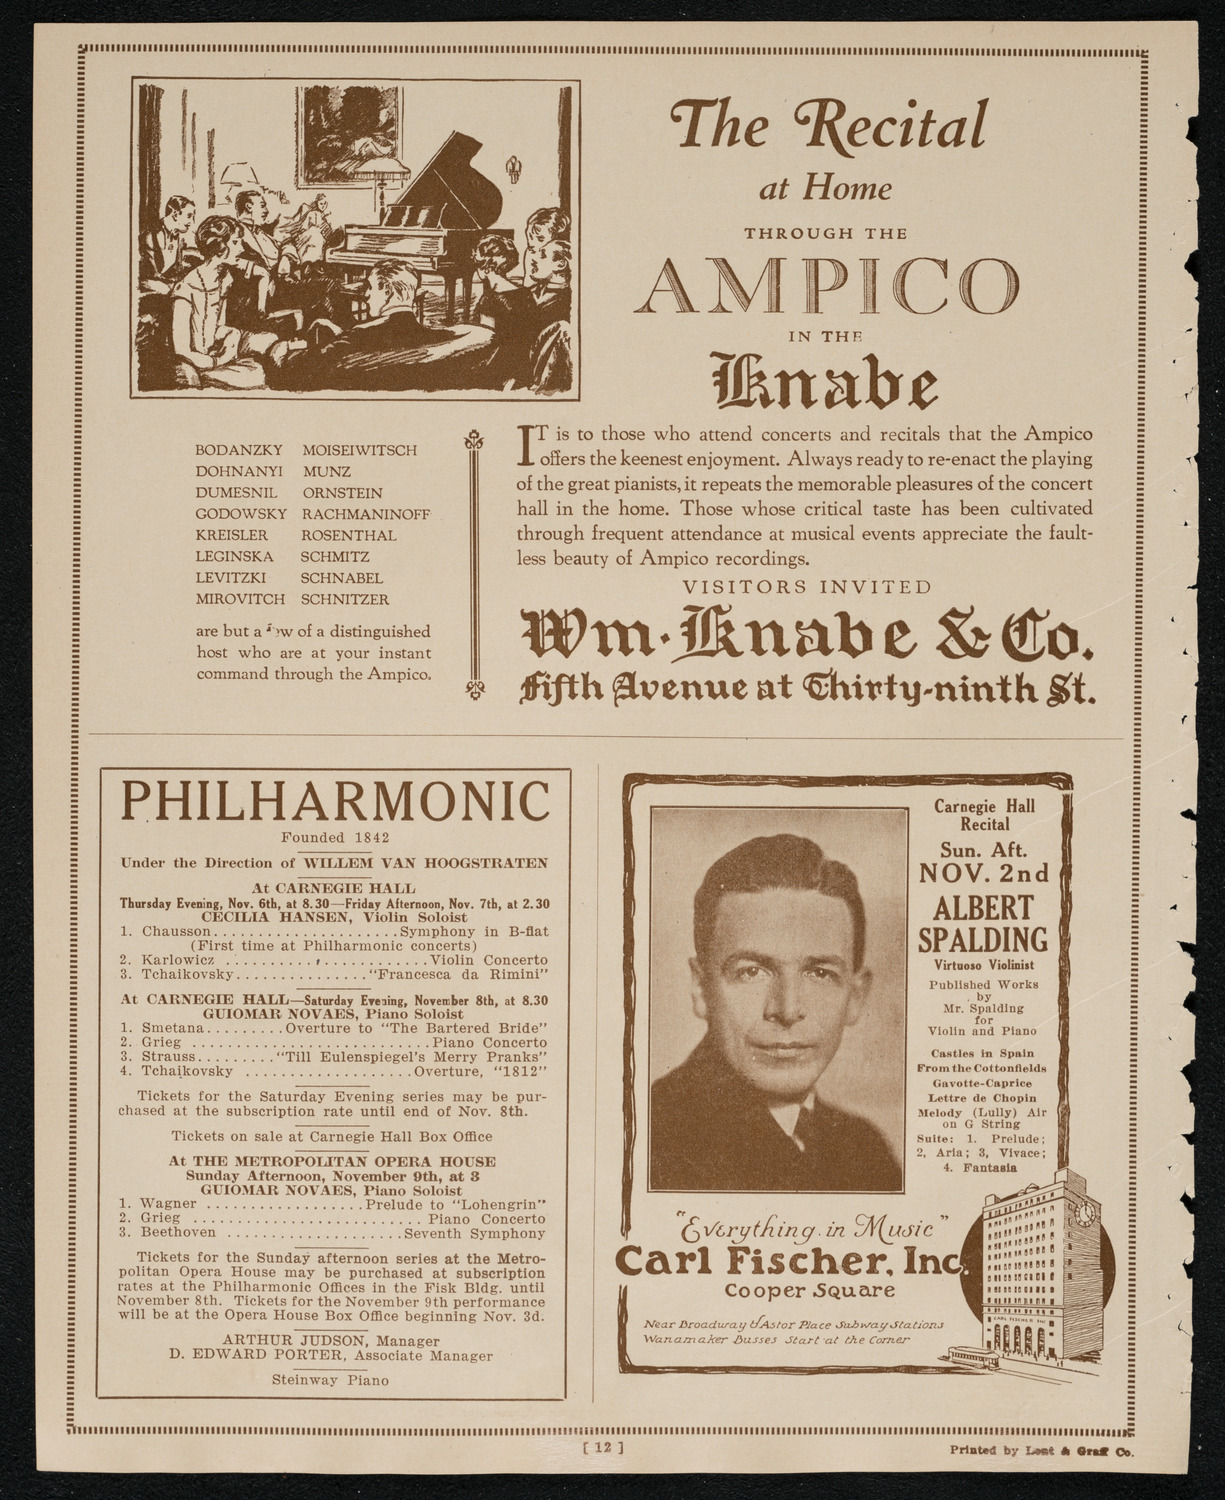 The Recital
at Home
THROUGH THE
AMPICO
IN THE
Knabe
BODANZKY MOISEIWITSCH
DOHNANYI MUNZ
DUMESNIL ORNSTEIN
GODOWSKY RACHMANINOFF
KREISLER ROSENTHAL
LEGINSKA SCHMITZ
LEVITZKI SCHNABEL
MIROVITCH SCHNITZER
are but a few of a distinguished
host who are at your instant
command through the Ampico.
IT is to those who attend concerts and recitals that the Ampico
offers the keenest enjoyment. Always ready to re-enact the playing
of the great pianists, it repeats the memorable pleasures of the concert
hall in the home. Those whose critical taste has been cultivated
through frequent attendance at musical events appreciate the fault-
less beauty of Ampico recordings.
VISITORS INVITED
Wm. Knabe & Co.
Fifth Avenue at Thirty-ninth St.
PHILHARMONIC
Founded 1842
Under the Direction of WILLEM VAN HOOGSTRATEN
At CARNEGIE HALL
Thursday Evening, Nov. 6th, at 8.30—Friday Afternoon, Nov. 7th, at 2.30
CECILIA HANSEN, Violin Soloist
1. Chausson....................Symphony in B-flat
(First time at Philharmonic concerts)
2. Karlowicz ......................Violin Concerto
3. Tchaikovsky..............."Francesca da Rimini"
At CARNEGIE HALL—Saturday Evening, November 8th, at 8.30
GUIOMAR NOVAES, Piano Soloist
1. Smetana.........Overture to "The Bartered Bride"
2. Grieg ..........................Piano Concerto
3. Strauss........."Till Eulenspiegel's Merry Pranks"
4. Tchaikovsky ..................Overture, "1812"
Tickets for the Saturday Evening series may be pur-
chased at the subscription rate until end of Nov. 8th.
Tickets on sale at Carnegie Hall Box Office
At THE METROPOLITAN OPERA HOUSE
Sunday Afternoon, November 9th, at 3
GUIOMAR NOVAES, Piano Soloist
1. Wagner ..................Prelude to "Lohengrin"
2. Grieg ......................... Piano Concerto
3. Beethoven ...................Seventh Symphony
Tickets for the Sunday afternoon series at the Metro-
politan Opera House may be purchased at subscription
rates at the Philharmonic Offices in the Fisk Bldg. until
November 8th. Tickets for the November 9th performance
will be at the Opera House Box Office beginning Nov. 3d.
ARTHUR JUDSON, Manager
D. EDWARD PORTER, Associate Manager
Steinway Piano
Carnegie Hall
Recital
Sun. Aft.
NOV. 2nd
ALBERT
SPALDING
Virtuoso Violinist
Published Works
by
Mr. Spalding
for
Violin and Piano
Castles in Spain
From the Cottonfields
Gavotte-Caprice
Lettre de Chopin
Melody (Lully) Air
on G String
Suite: 1. Prelude;
2, Aria; 3, Vivace;
4. Fantasia
"Everything in Music"
Carl Fischer, Inc.
Cooper Square
Near Broadway & Astor Place Subway Stations
Wanamaker Busses Start at the Corner
CARL FISCHER INC
[ 12 ]
Printed by Lent & Graff Co.